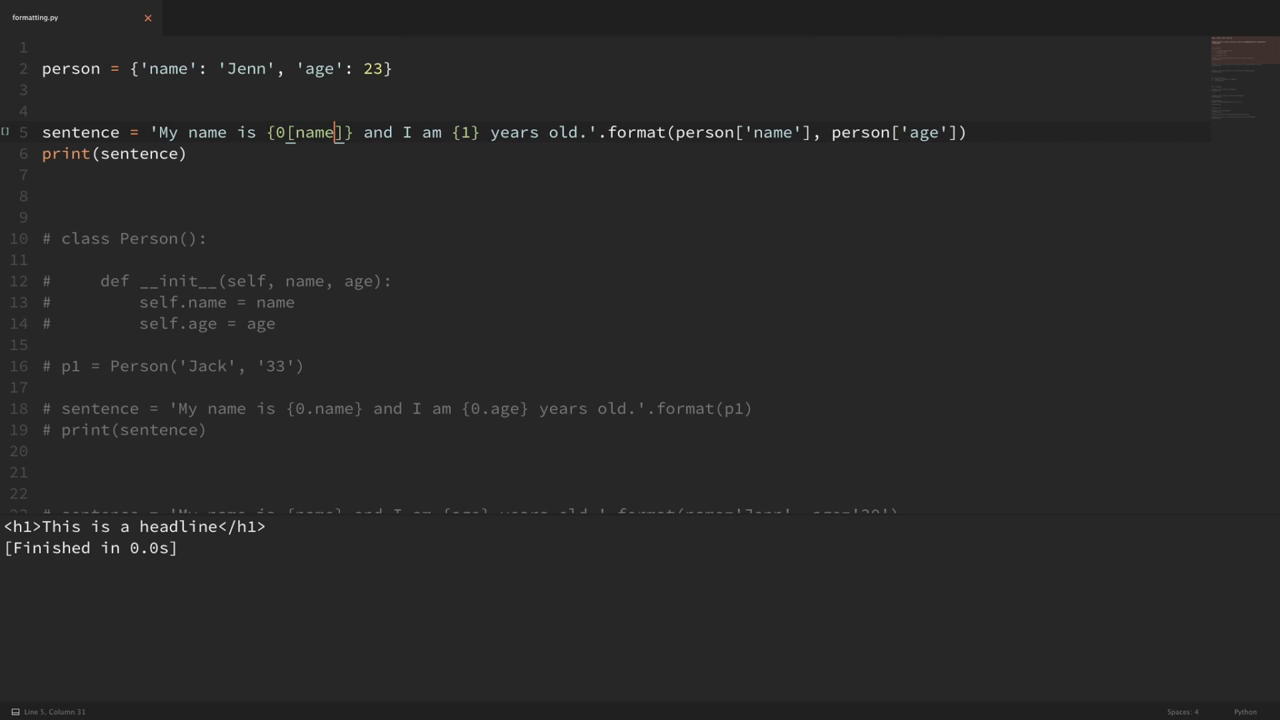 formatting.py
1
2 person = {'name': 'Jenn', 'age': 23}
3
4
5 sentence = 'My name is {0[name]} and I am {1} years old.'.format(person['name'], person['age'])
6 print(sentence)
7
8
9
10 # class Person():
11
12 #     def __init__(self, name, age):
13 #         self.name = name
14 #         self.age = age
15
16 # p1 = Person('Jack', '33')
17
18 # sentence = 'My name is {0.name} and I am {0.age} years old.'.format(p1)
19 # print(sentence)
20
21
22
<h1>This is a headline</h1>
[Finished in 0.0s]
Line 5, Column 31
Spaces: 4
Python